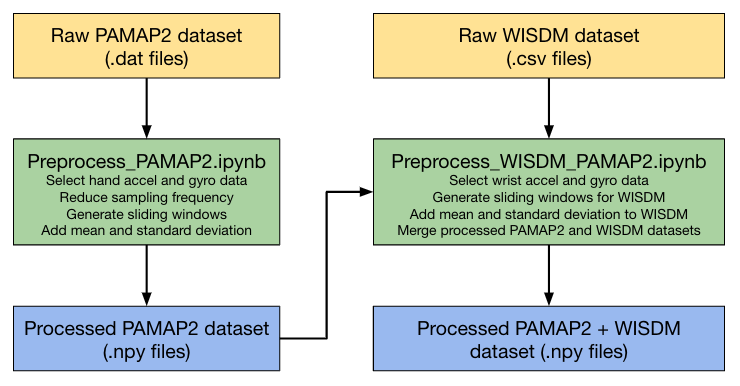 Raw PAMAP2 dataset
(.dat files)
Raw WISDM dataset
(.csv files)
Preprocess_PAMAP2.ipynb
Select hand accel and gyro data
Reduce sampling frequency
Generate sliding windows
Add mean and standard deviation
Preprocess_WISDM_PAMAP2.ipynb
Select wrist accel and gyro data
Generate sliding windows for WISDM
Add mean and standard deviation to WISDM
Merge processed PAMAP2 and WISDM datasets
Processed PAMAP2 dataset
(.npy files)
Processed PAMAP2 + WISDM
dataset (.npy files)